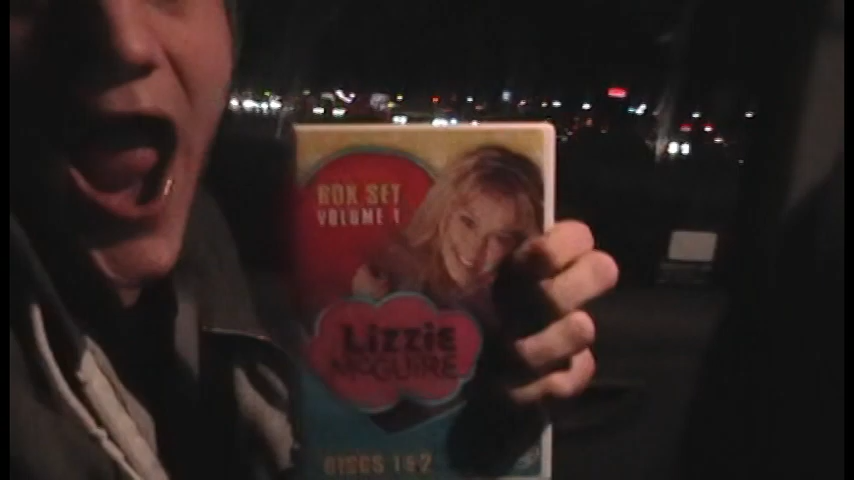 BOX SET
VOLUME 1
LIZZIE
McGUIRE
DISCS 1&2